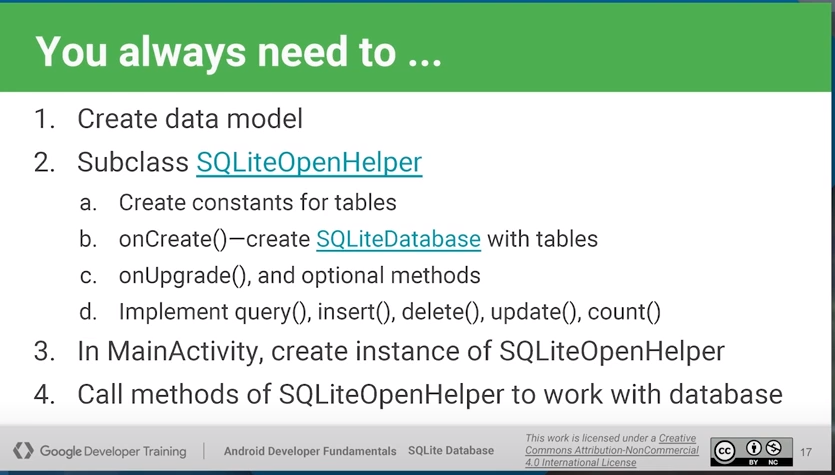 You always need to ...
1. Create data model
2. Subclass SQLiteOpenHelper
a. Create constants for tables
b. onCreate()—create SQLiteDatabase with tables
c. onUpgrade(), and optional methods
d. Implement query(), insert(), delete(), update(), count()
3. In MainActivity, create instance of SQLiteOpenHelper
4. Call methods of SQLiteOpenHelper to work with database
Google Developer Training
Android Developer Fundamentals
SQLite Database
This work is licensed under a Creative
Commons Attribution-NonCommercial
4.0 International License
cc BY NC
17